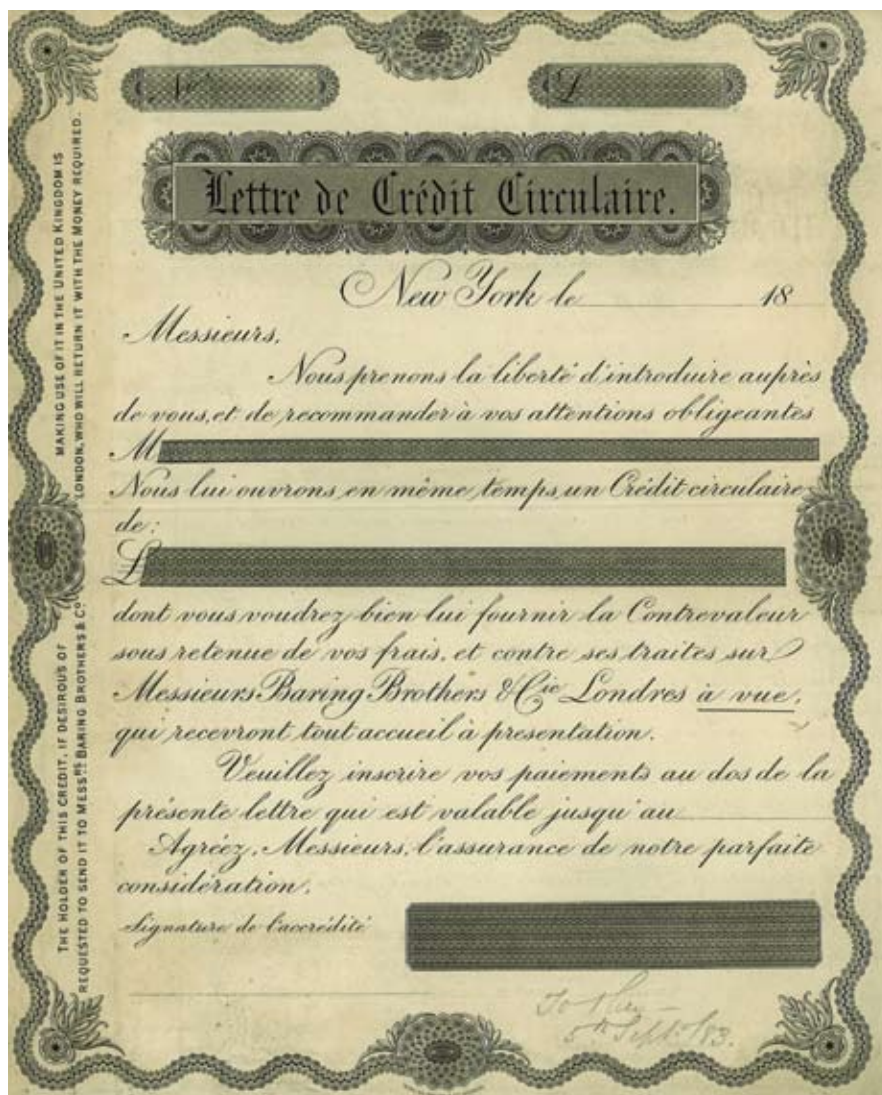 No.
£
Lettre de Crédit Circulaire.
New York le 18
Messieurs,
Nous prenons la liberté d'introduire auprès
de vous, et de recommander à vos attentions obligeantes
M
Nous lui ouvrons en même temps un Crédit circulaire
de:
£
dont vous voudrez bien lui fournir la Contrevaleur
sous retenue de vos frais, et contre ses traites sur
Messieurs Baring Brothers & Cie Londres à vue,
qui recevront tout accueil à presentation.
Veuillez inscrire vos paiements au dos de la
présente lettre qui est valable jusqu'au
Agréez, Messieurs, l'assurance de notre parfaite
considération.
Signature de l'accrédité
5th Sept. /83.
THE HOLDER OF THIS CREDIT, IF DESIROUS OF MAKING USE OF IT IN THE UNITED KINGDOM IS
REQUESTED TO SEND IT TO MESSRS BARING BROTHERS & Co LONDON, WHO WILL RETURN IT WITH THE MONEY REQUIRED.